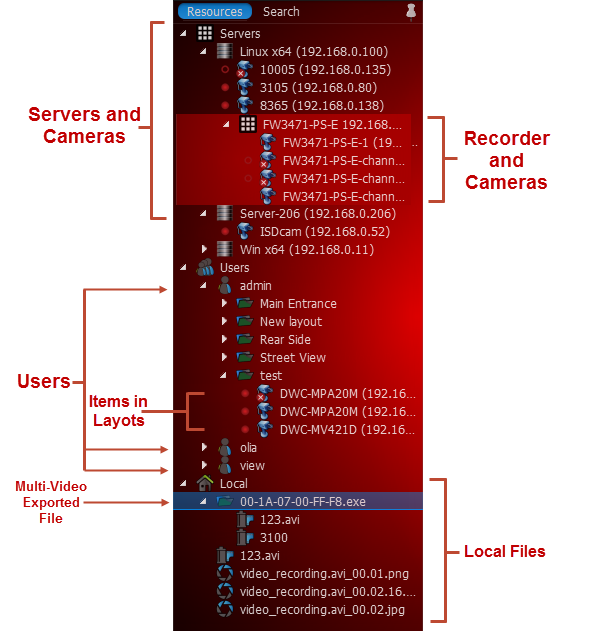 Resources Search
Servers
Linux x64 (192.168.0.100)
10005 (192.168.0.135)
3105 (192.168.0.80)
8365 (192.168.0.138)
FW3471-PS-E 192.168....
FW3471-PS-E-1 (19... ...
FW3471-PS-E-chann...
FW3471-PS-E-chann...
FW3471-PS-E-chann...
Server-206 (192.168.0.206)
ISDcam (192.168.0.52)
Win x64 (192.168.0.11)
Users
admin
Main Entrance
New layout
Rear Side
Street View
test
DWC-MPA20M (192.16...
DWC-MPA20M (192.16...
DWC-MV421D (192.16...
olia
view
Local
00-1A-07-00-FF-F8.exe
123.avi
3100
123.avi
video_recording.avi_00.01.png
video_recording.avi_00.02.16....
video_recording.avi_00.02.jpg
Servers and
Cameras
Users
Items in
Layots
Multi-Video
Exported
File
Recorder
and
Cameras
Local Files